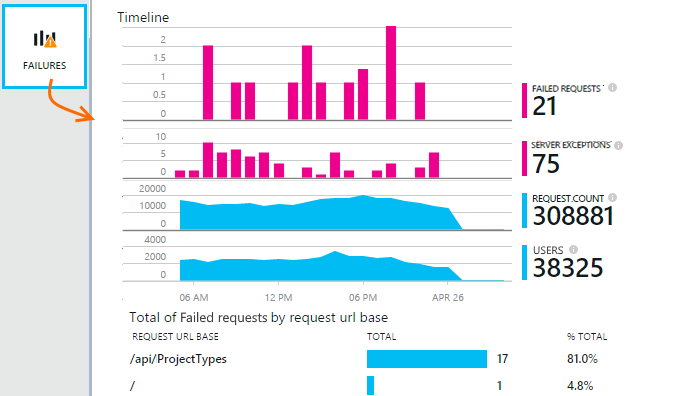 Timeline
FAILURES
2
1.5
1
0.5
0
FAILED REQUESTS
21
10
5
0
SERVER EXCEPTIONS
75
20000
10000
0
REQUEST.COUNT
308881
4000
2000
0
USERS
38325
06 AM 12 PM 06 PM APR 26
Total of Failed requests by request url base
REQUEST URL BASE TOTAL % TOTAL
/api/ProjectTypes 17 81.0%
/ 1 4.8%